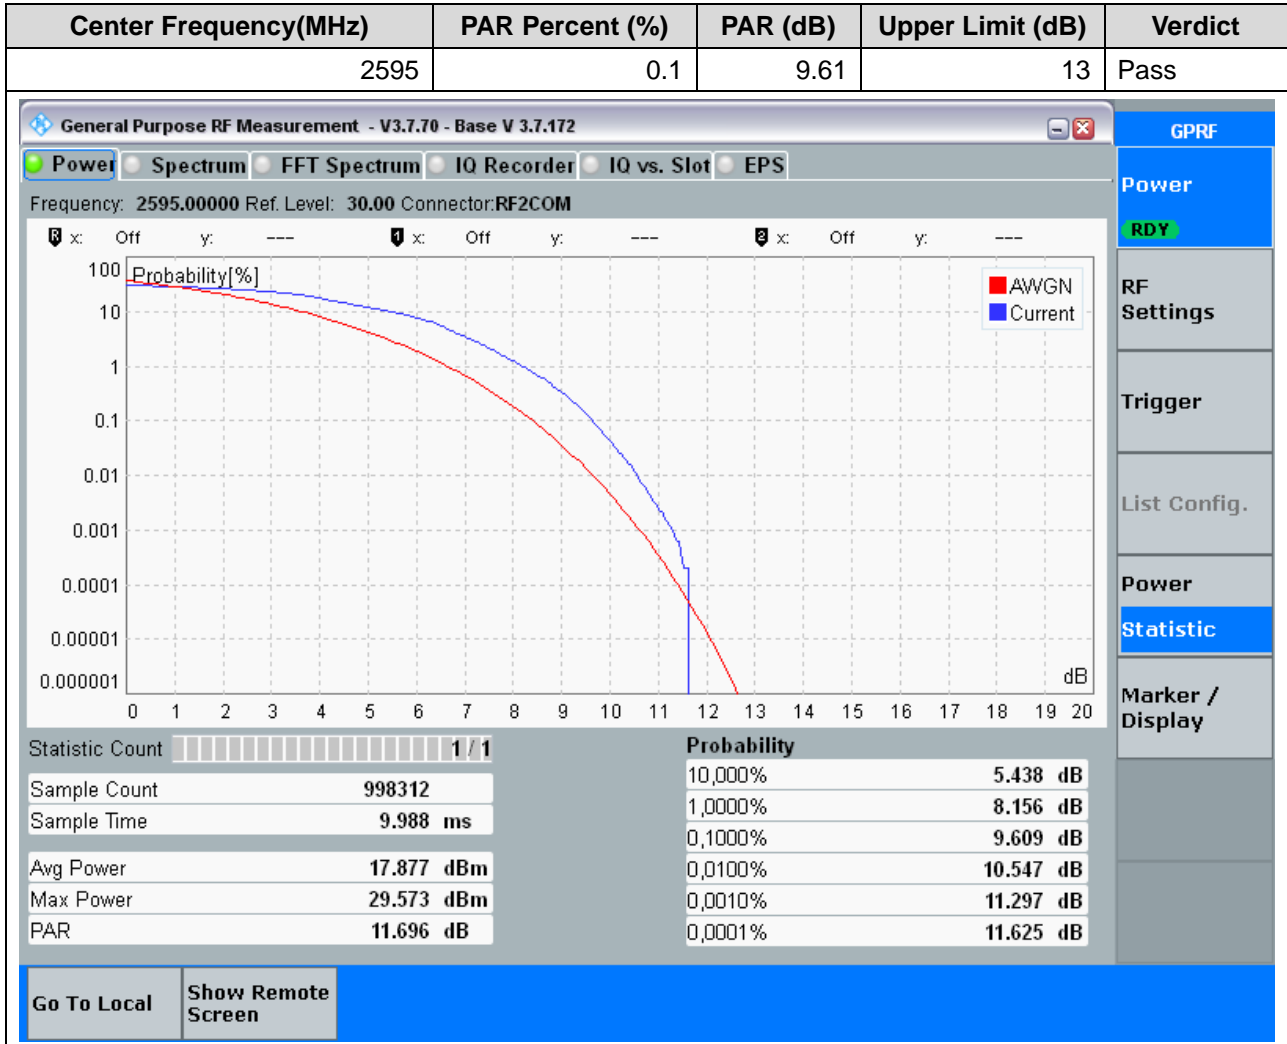 Center Frequency(MHz) PAR Percent (%) PAR (dB) Upper Limit (dB) Verdict
2595 0.1 9.61 13 Pass
General Purpose RF Measurement - V3.7.70 - Base V 3.7.172
GPRF
Power Spectrum FFT Spectrum IQ Recorder IQ vs. Slot EPS
Power
RDY
Frequency: 2595.00000 Ref. Level: 30.00 Connector:RF2COM
R x: Off y: --- 1 x: Off y: --- 2 x: Off y: ---
Probability[%]
AWGN
Current
100
10
1
0.1
0.01
0.001
0.0001
0.00001
0.000001
dB
0 1 2 3 4 5 6 7 8 9 10 11 12 13 14 15 16 17 18 19 20
RF
Settings
Trigger
List Config.
Power
Statistic
Marker /
Display
Statistic Count 1 / 1
Sample Count 998312
Sample Time 9.988 ms
Avg Power 17.877 dBm
Max Power 29.573 dBm
PAR 11.696 dB
Probability
10,000% 5.438 dB
1,0000% 8.156 dB
0,1000% 9.609 dB
0,0100% 10.547 dB
0,0010% 11.297 dB
0,0001% 11.625 dB
Go To Local
Show Remote
Screen